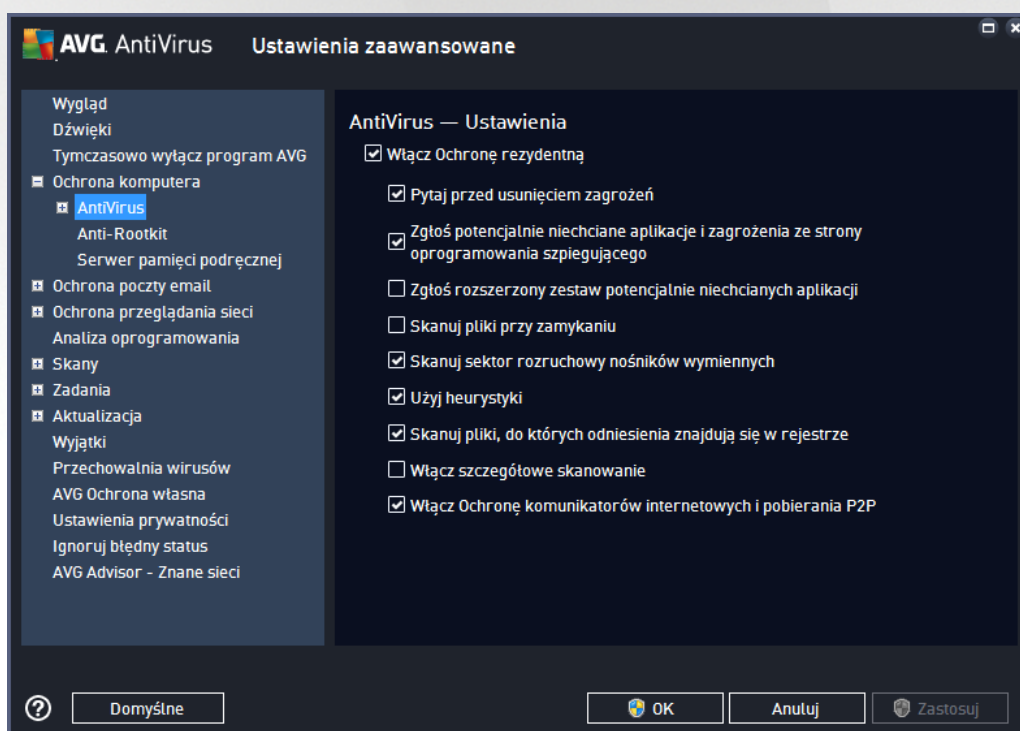 AVG. AntiVirus Ustawienia zaawansowane
Wygląd
Dźwięki
Tymczasowo wyłącz program AVG
Ochrona komputera
AntiVirus
Anti-Rootkit
Serwer pamięci podręcznej
Ochrona poczty email
Ochrona przeglądania sieci
Analiza oprogramowania
Skany
Zadania
Aktualizacja
Wyjątki
Przechowalnia wirusów
AVG Ochrona własna
Ustawienia prywatności
Ignoruj błędny status
AVG Advisor - Znane sieci
AntiVirus — Ustawienia
Włącz Ochronę rezydentną
Pytaj przed usunięciem zagrożeń
Zgłoś potencjalnie niechciane aplikacje i zagrożenia ze strony
oprogramowania szpiegującego
Zgłoś rozszerzony zestaw potencjalnie niechcianych aplikacji
Skanuj pliki przy zamykaniu
Skanuj sektor rozruchowy nośników wymiennych
Użyj heurystyki
Skanuj pliki, do których odniesienia znajdują się w rejestrze
Włącz szczegółowe skanowanie
Włącz Ochronę komunikatorów internetowych i pobierania P2P
? Domyślne OK Anuluj Zastosuj